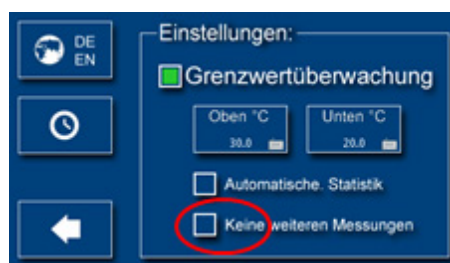 DE
EN
Einstellungen:
Grenzwertüberwachung
Oben °C
Unten °C
30.0
20.0
Automatische. Statistik
Keine weiteren Messungen